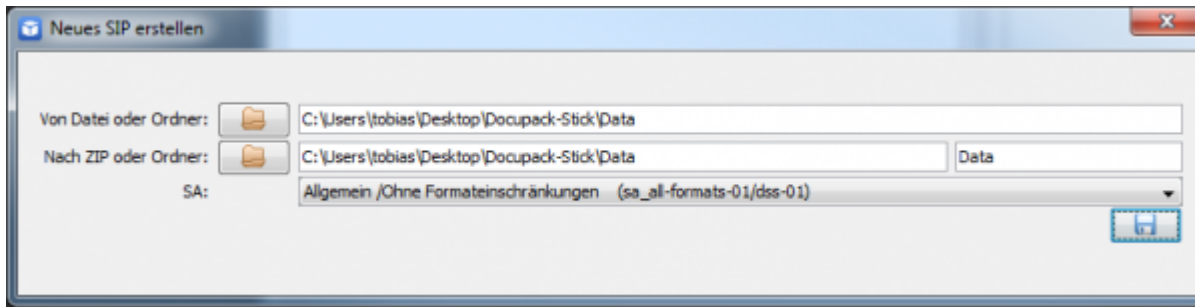 Neues SIP erstellen
Von Datei oder Ordner: C:\Users\tobias\Desktop\Docupack-Stick\Data
Nach ZIP oder Ordner: C:\Users\tobias\Desktop\Docupack-Stick\Data Data
SA: Allgemein /Ohne Formateinschränkungen (sa_all-formats-01/dss-01)